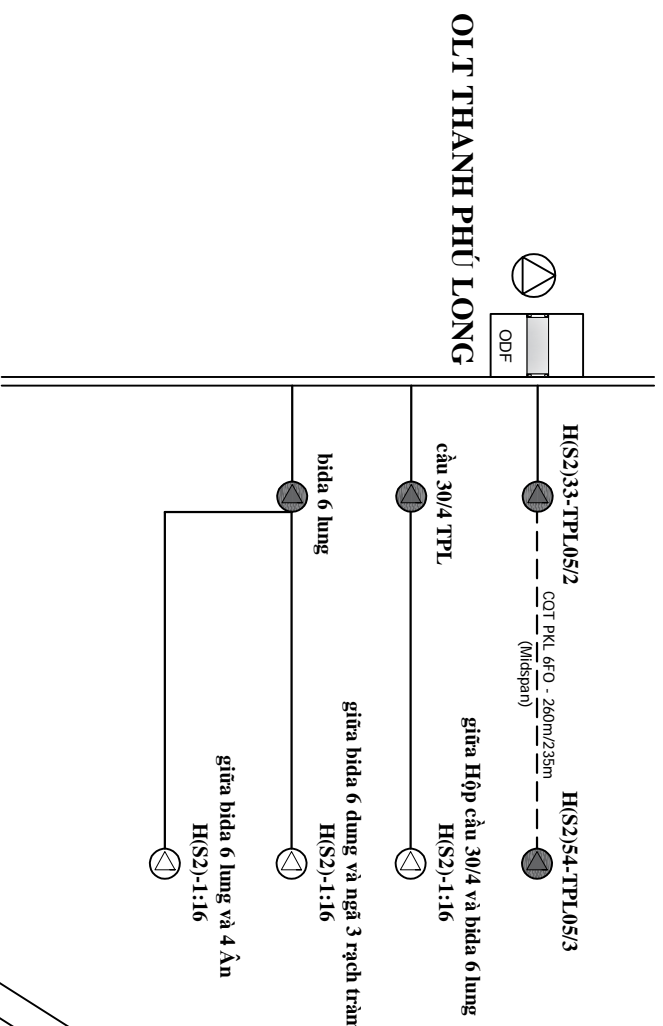 OLT THANH PHÚ LONG
ODF
H(S2)33-TPL05/2
CQT PKL 6FO - 260m/235m
(Midspan)
H(S2)54-TPL05/3
cầu 30/4 TPL
giữa Hộp cầu 30/4 và bida 6 lung
H(S2)-1:16
bida 6 lung
giữa bida 6 dung và ngã 3 rạch tràm
H(S2)-1:16
giữa bida 6 lung và 4 Ân
H(S2)-1:16